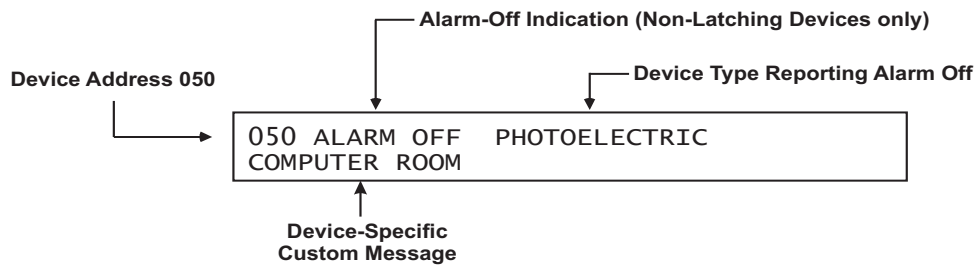 Alarm-Off Indication (Non-Latching Devices only)
Device Address 050
Device Type Reporting Alarm Off
050 ALARM OFF PHOTOELECTRIC
COMPUTER ROOM
Device-Specific
Custom Message